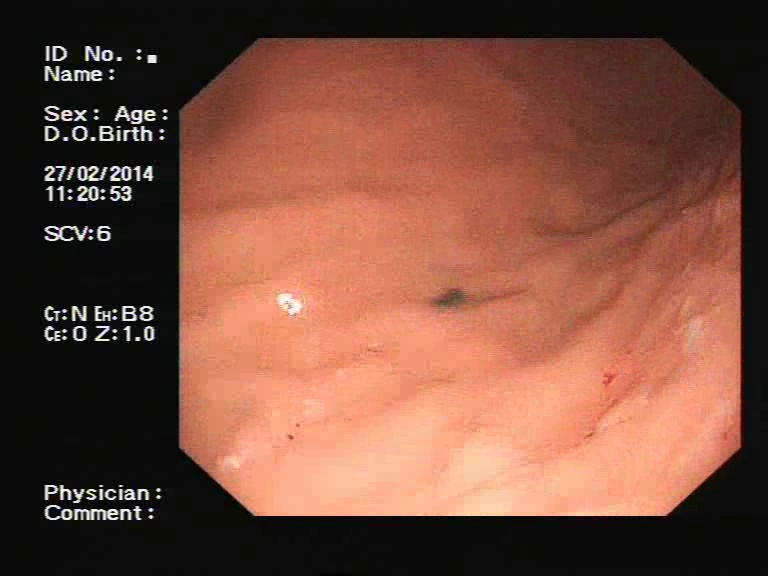 ID No. :
Name:
Sex: Age:
D.O.Birth:
27/02/2014
11:20:53
SCV:6
CT:N EH:B8
CE:0 Z:1.0
Physician:
Comment: